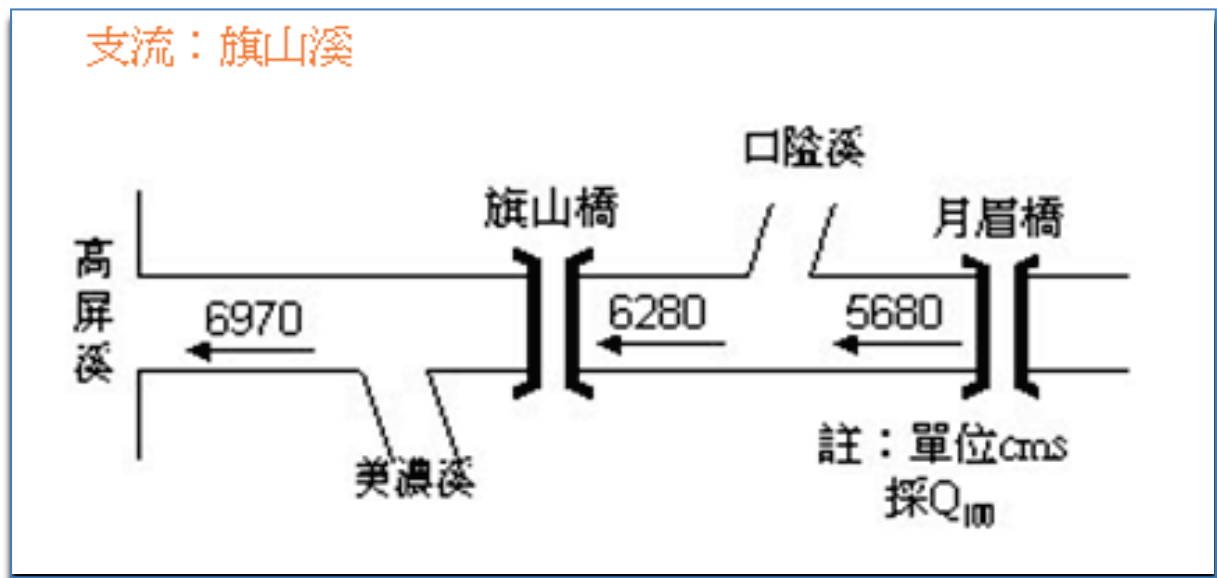 支流：旗山溪
口隘溪
旗山橋
月眉橋
高屏溪
6970
6280
5680
美濃溪
註：單位cms
採Q100